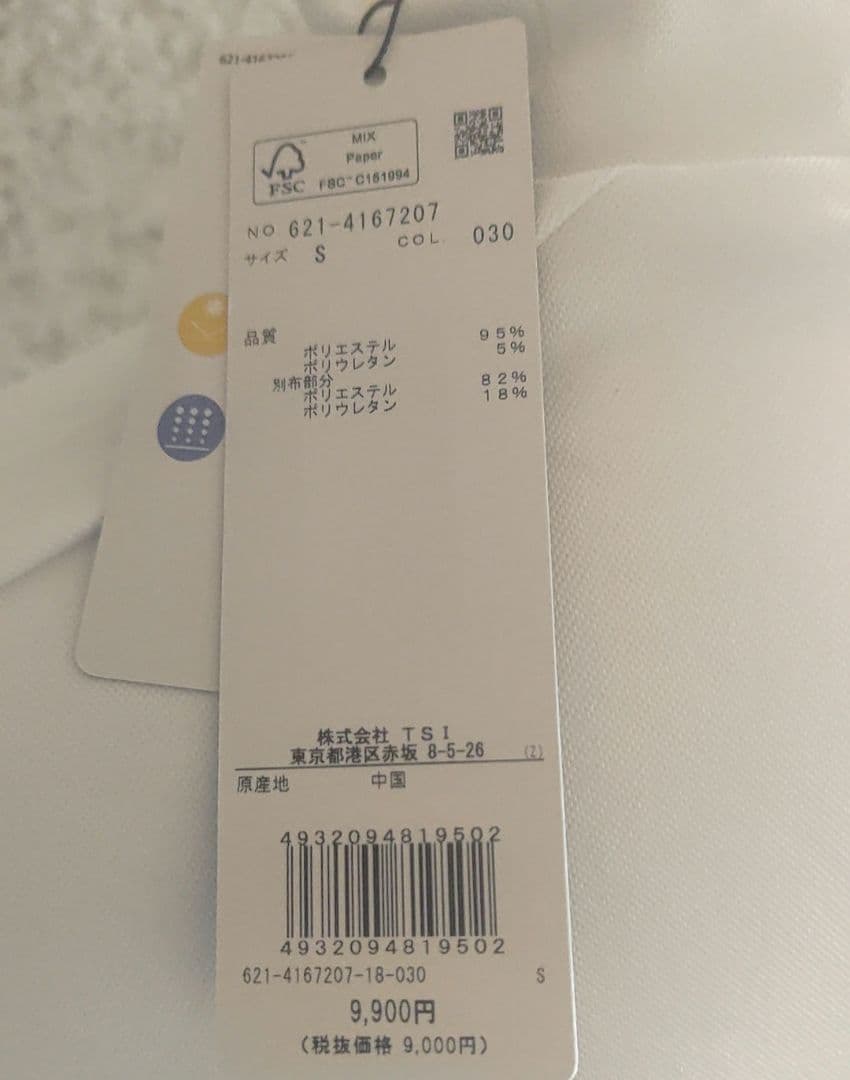 MIX
Paper
FSC FSC™ C161994
NO 621-4167207
サイズ S COL. 030
品質
ポリエステル 95%
ポリウレタン 5%
別布部分
ポリエステル 82%
ポリウレタン 18%
株式会社 TSI
東京都港区赤坂 8-5-26 (Z)
原産地 中国
4932094819502
4932094819502
621-4167207-18-030 S
9,900円
(税抜価格 9,000円)